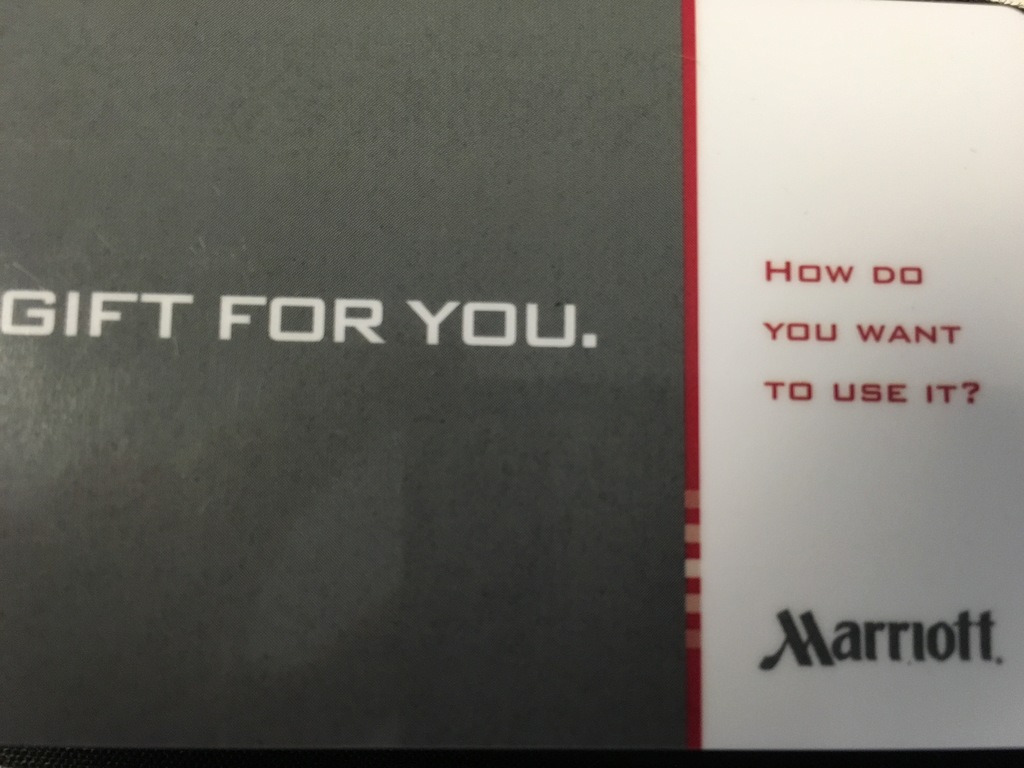 GIFT FOR YOU.
HOW DO
YOU WANT
TO USE IT?
Marriott.